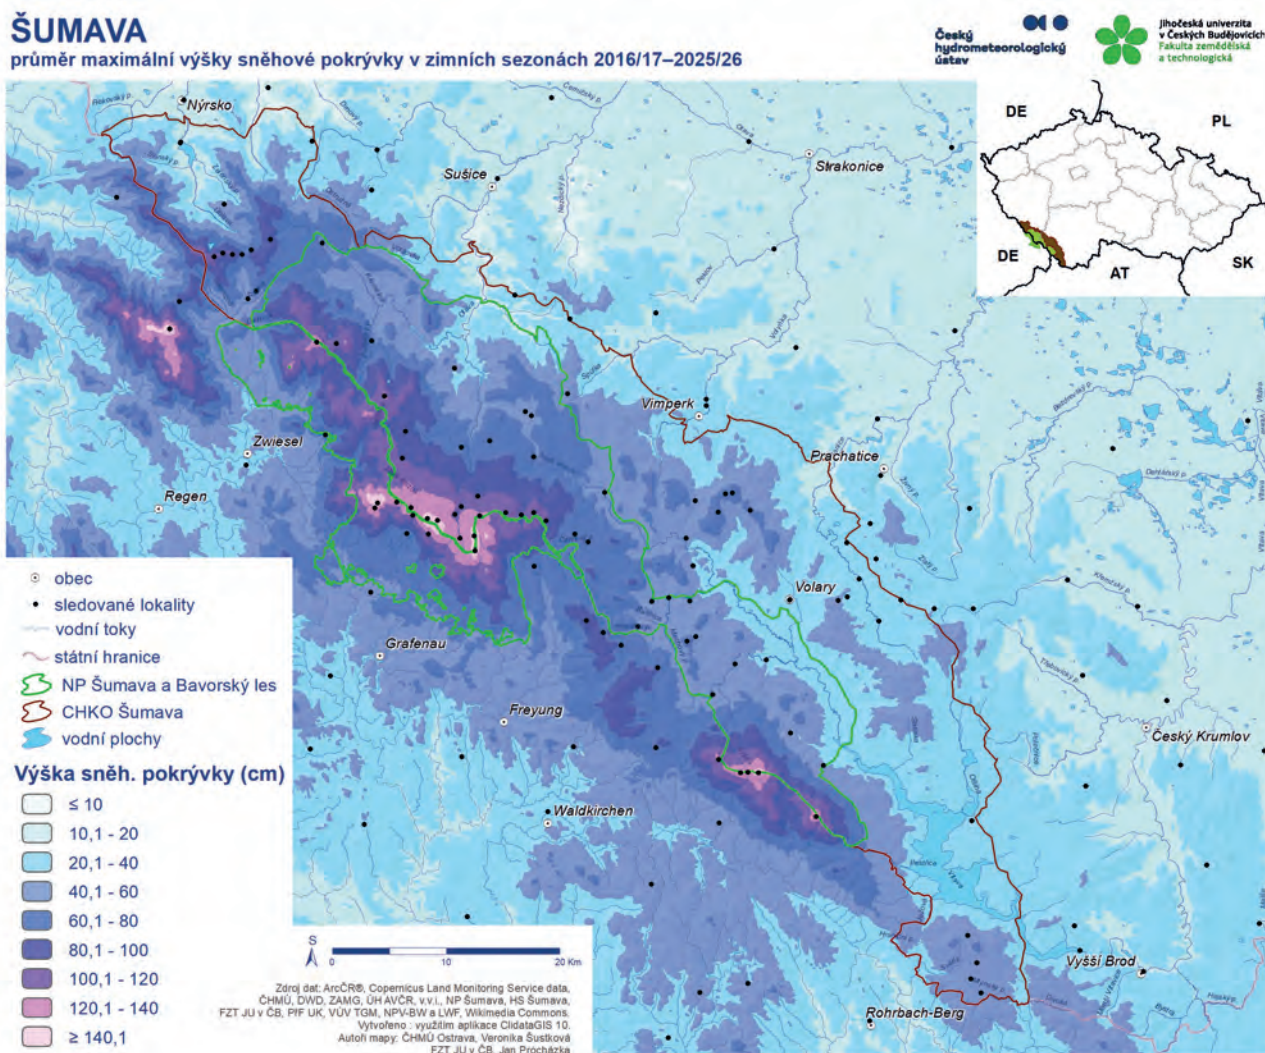 ŠUMAVA
průměr maximální výšky sněhové pokrývky v zimních sezonách 2016/17–2025/26
Český
hydrometeorologický
ústav
Jihočeská univerzita
v Českých Budějovicích
Fakulta zemědělská
a technologická
DE
PL
DE
AT
SK
Nýrsko
Sušice
Strakonice
Vimperk
Prachatice
Zwiesel
Regen
Volary
Grafenau
Freyung
Český Krumlov
Waldkirchen
Vyšší Brod
Rohrbach-Berg
obec
sledované lokality
vodní toky
státní hranice
NP Šumava a Bavorský les
CHKO Šumava
vodní plochy
Výška sněh. pokrývky (cm)
≤ 10
10,1 - 20
20,1 - 40
40,1 - 60
60,1 - 80
80,1 - 100
100,1 - 120
120,1 - 140
≥ 140,1
S
0 10 20 Km
Zdroj dat: ArcČR®, Copernicus Land Monitoring Service data,
ČHMÚ, DWD, ZAMG, ÚH AVČR, v.v.i., NP Šumava, HS Šumava,
FZT JU v ČB, PřF UK, VÚV TGM, NPV-BW a LWF, Wikimedia Commons.
Vytvořeno : využitím aplikace ClidataGIS 10.
Autoři mapy: ČHMÚ Ostrava, Veronika Šustková
FZT JU v ČB, Jan Procházka